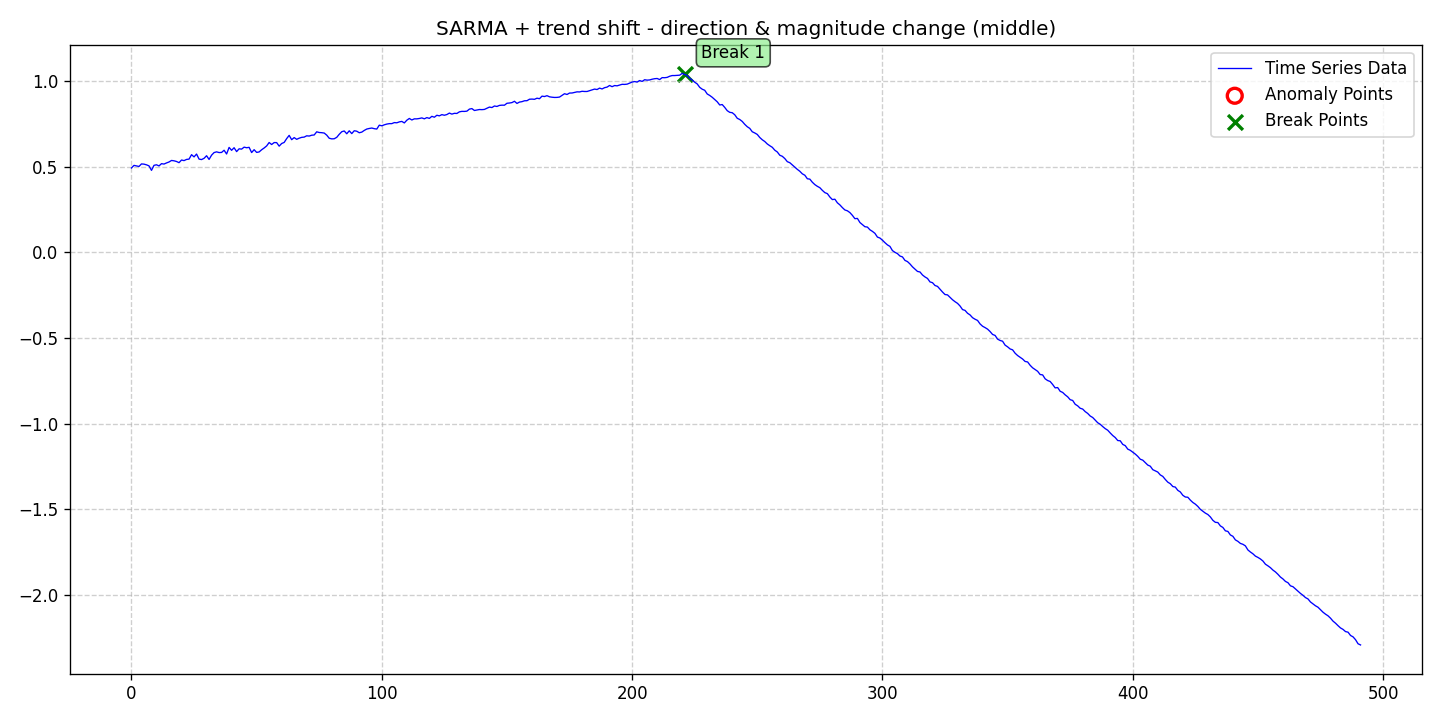 SARMA + trend shift - direction & magnitude change (middle)
Break 1
Time Series Data
Anomaly Points
Break Points
1.0
0.5
0.0
−0.5
−1.0
−1.5
−2.0
0 100 200 300 400 500